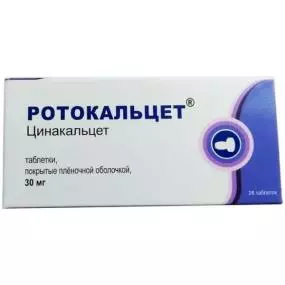 РОТОКАЛЬЦЕТ®
Цинакальцет
таблетки,
покрытые плёночной оболочкой,
30 мг
28 таблеток